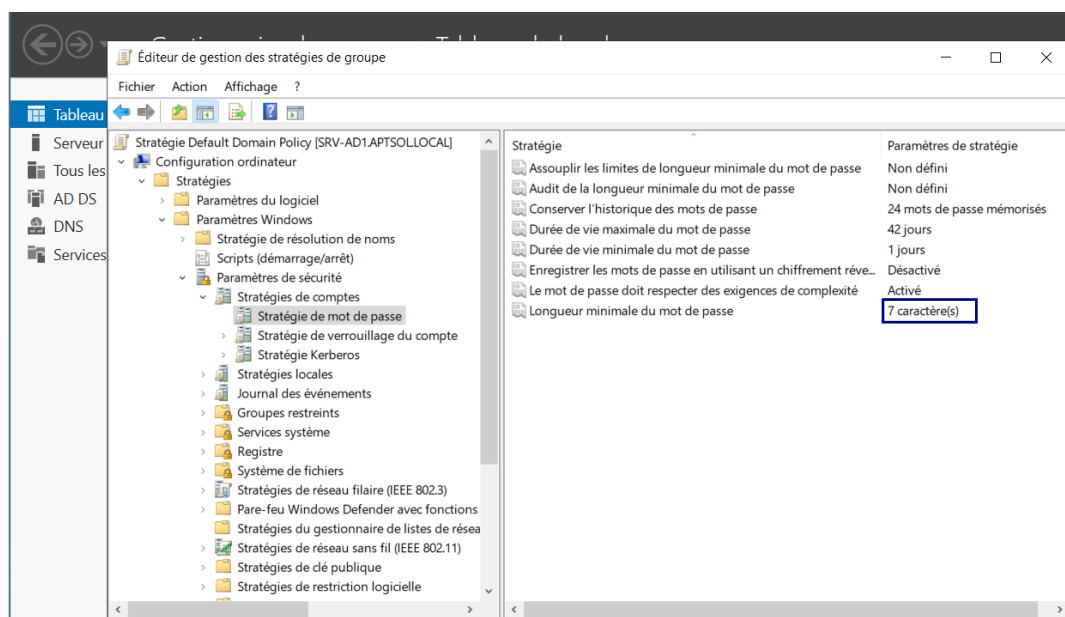 Éditeur de gestion des stratégies de groupe
Fichier Action Affichage ?
Tableau
Serveur
Tous les
AD DS
DNS
Services
Stratégie Default Domain Policy [SRV-AD1.APTSOL.LOCAL]
Configuration ordinateur
Stratégies
Paramètres du logiciel
Paramètres Windows
Stratégie de résolution de noms
Scripts (démarrage/arrêt)
Paramètres de sécurité
Stratégies de comptes
Stratégie de mot de passe
Stratégie de verrouillage du compte
Stratégie Kerberos
Stratégies locales
Journal des événements
Groupes restreints
Services système
Registre
Système de fichiers
Stratégies de réseau filaire (IEEE 802.3)
Pare-feu Windows Defender avec fonctions
Stratégies du gestionnaire de listes de résea
Stratégies de réseau sans fil (IEEE 802.11)
Stratégies de clé publique
Stratégies de restriction logicielle
Stratégie Paramètres de stratégie
Assouplir les limites de longueur minimale du mot de passe Non défini
Audit de la longueur minimale du mot de passe Non défini
Conserver l'historique des mots de passe 24 mots de passe mémorisés
Durée de vie maximale du mot de passe 42 jours
Durée de vie minimale du mot de passe 1 jours
Enregistrer les mots de passe en utilisant un chiffrement réve... Désactivé
Le mot de passe doit respecter des exigences de complexité Activé
Longueur minimale du mot de passe 7 caractère(s)